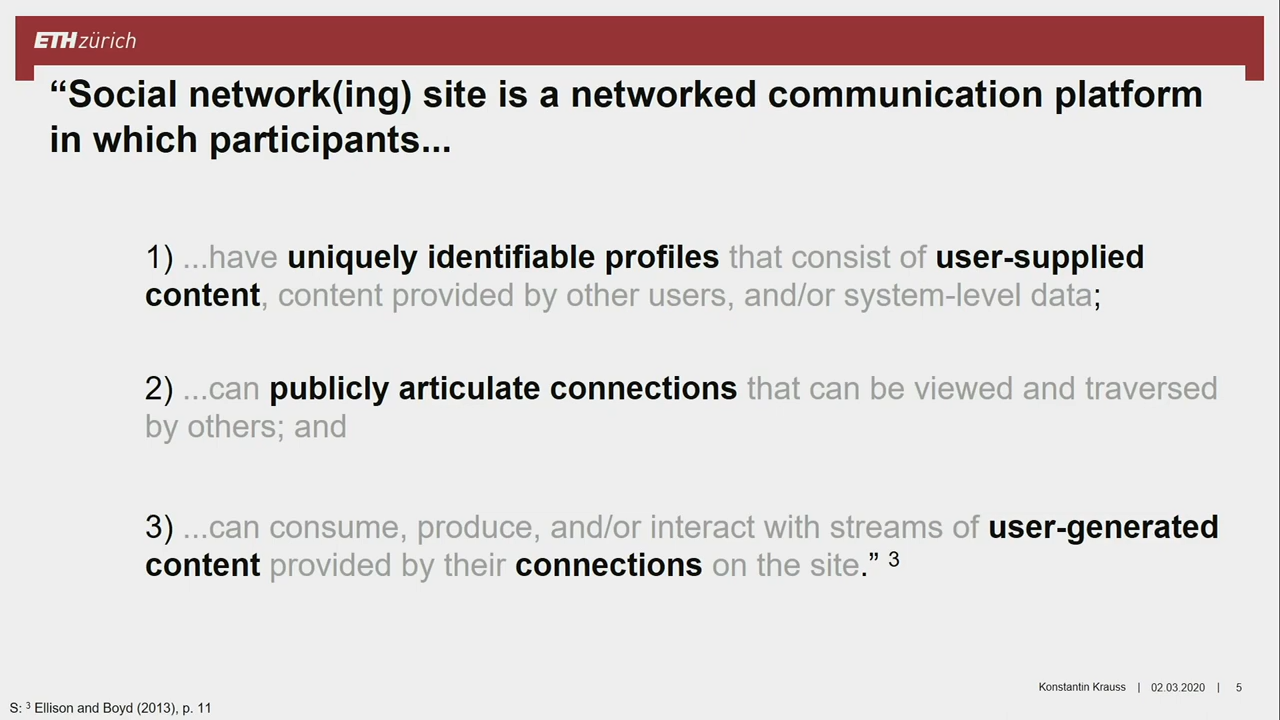 ETH zürich
“Social network(ing) site is a networked communication platform
in which participants...
1) ...have uniquely identifiable profiles that consist of user-supplied
content, content provided by other users, and/or system-level data;
2) ...can publicly articulate connections that can be viewed and traversed
by others; and
3) ...can consume, produce, and/or interact with streams of user-generated
content provided by their connections on the site.” 3
Konstantin Krauss | 02.03.2020 | 5
S: 3 Ellison and Boyd (2013), p. 11